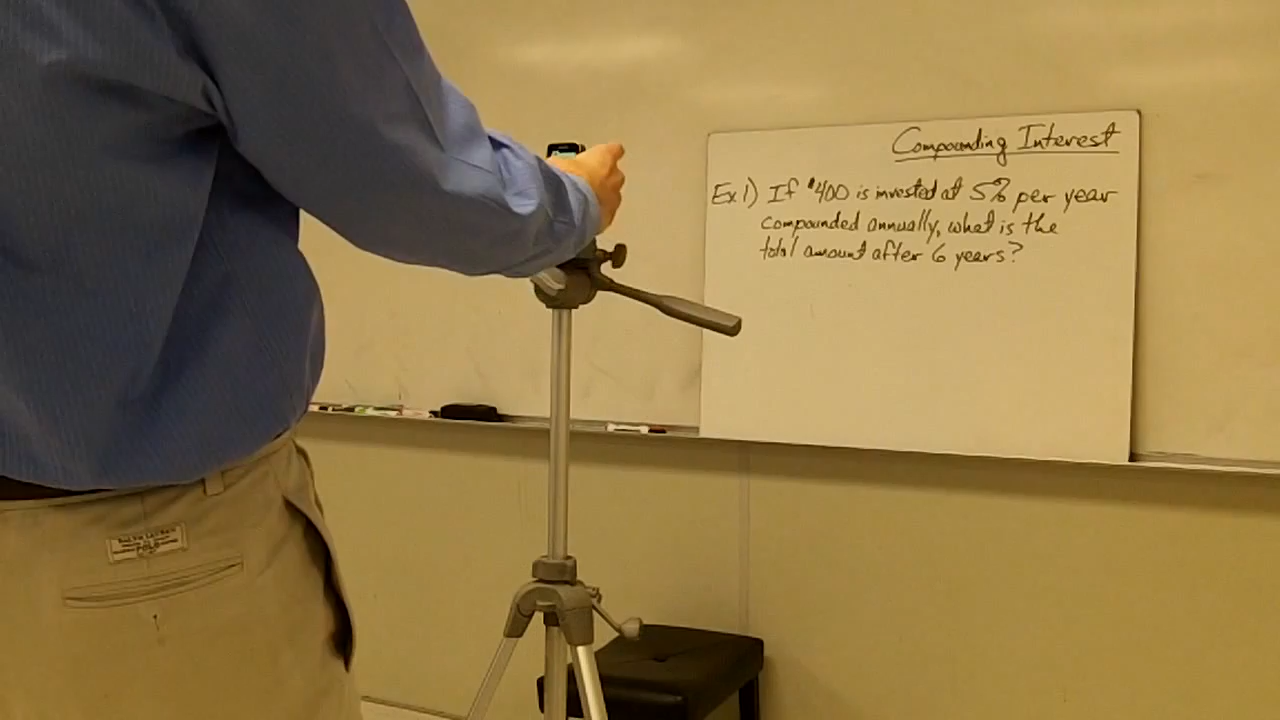 Compounding Interest
Ex.1) If $400 is invested at 5% per year
compounded annually, what is the
total amount after 6 years?
POLO